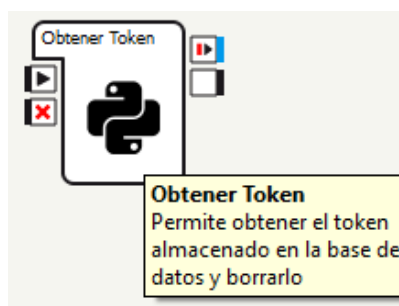 Obtener Token
Obtener Token
Permite obtener el token
almacenado en la base de
datos y borrarlo